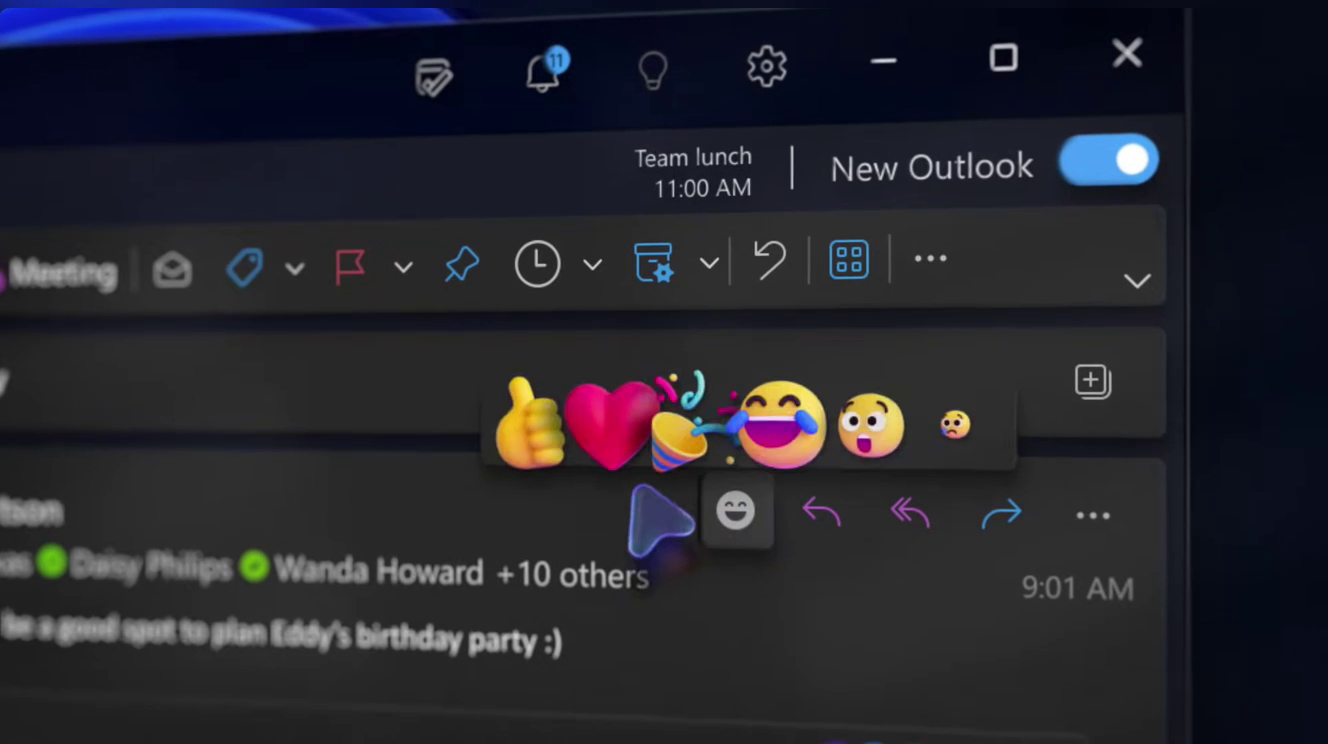 11
Team lunch
11:00 AM
New Outlook
Meeting
Daisy Philips Wanda Howard +10 others
9:01 AM
be a good spot to plan Eddy's birthday party :)